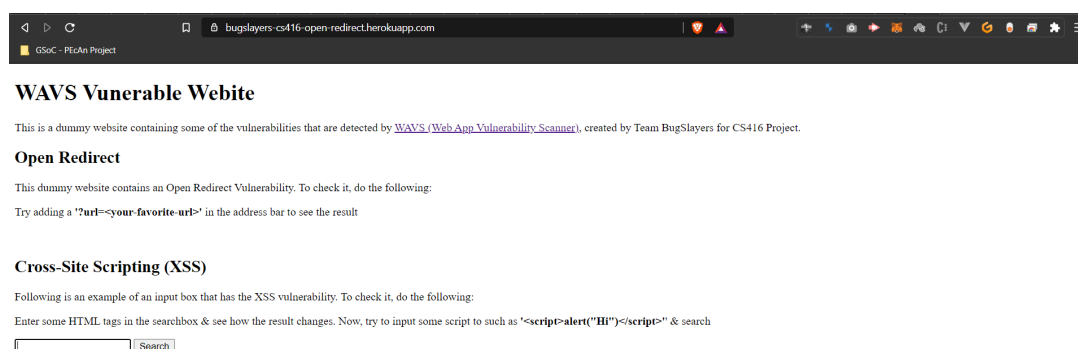 bugslayers-cs416-open-redirect.herokuapp.com
GSoC - PEcAn Project
WAVS Vunerable Webite
This is a dummy website containing some of the vulnerabilities that are detected by WAVS (Web App Vulnerability Scanner), created by Team BugSlayers for CS416 Project.
Open Redirect
This dummy website contains an Open Redirect Vulnerability. To check it, do the following:
Try adding a '?url=<your-favorite-url>' in the address bar to see the result
Cross-Site Scripting (XSS)
Following is an example of an input box that has the XSS vulnerability. To check it, do the following:
Enter some HTML tags in the searchbox & see how the result changes. Now, try to input some script to such as '<script>alert("Hi")</script>" & search
Search